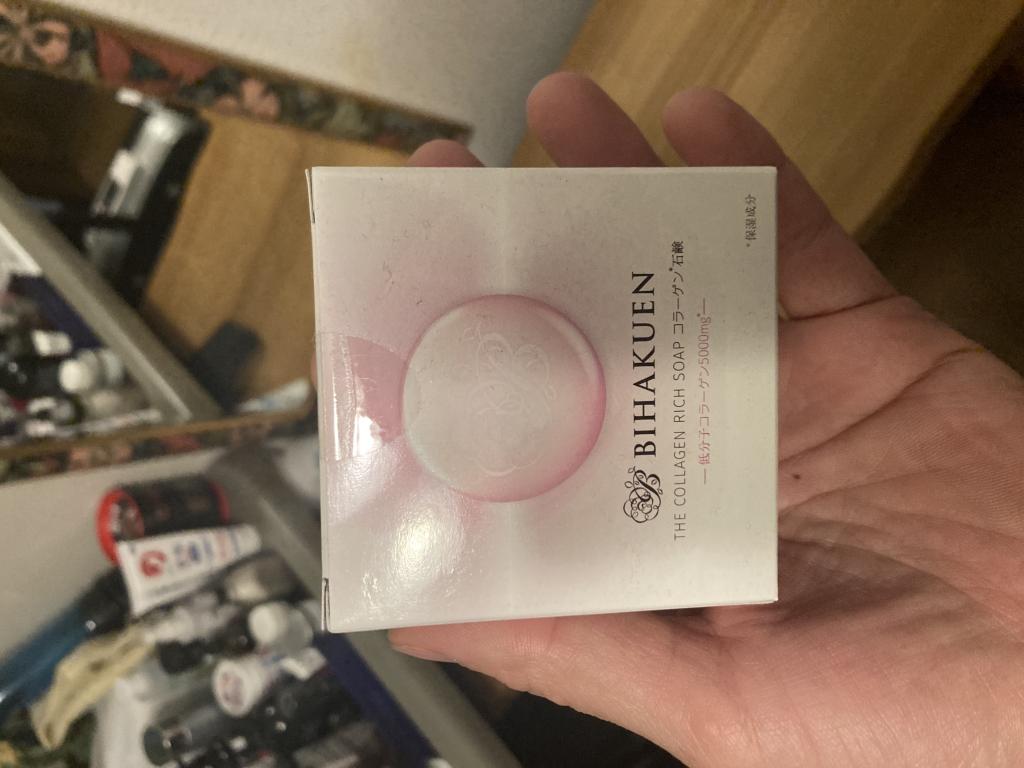 BIHAKUEN
THE COLLAGEN RICH SOAP コラーゲン*石鹸
—低分子コラーゲン5000mg*—
*保湿成分